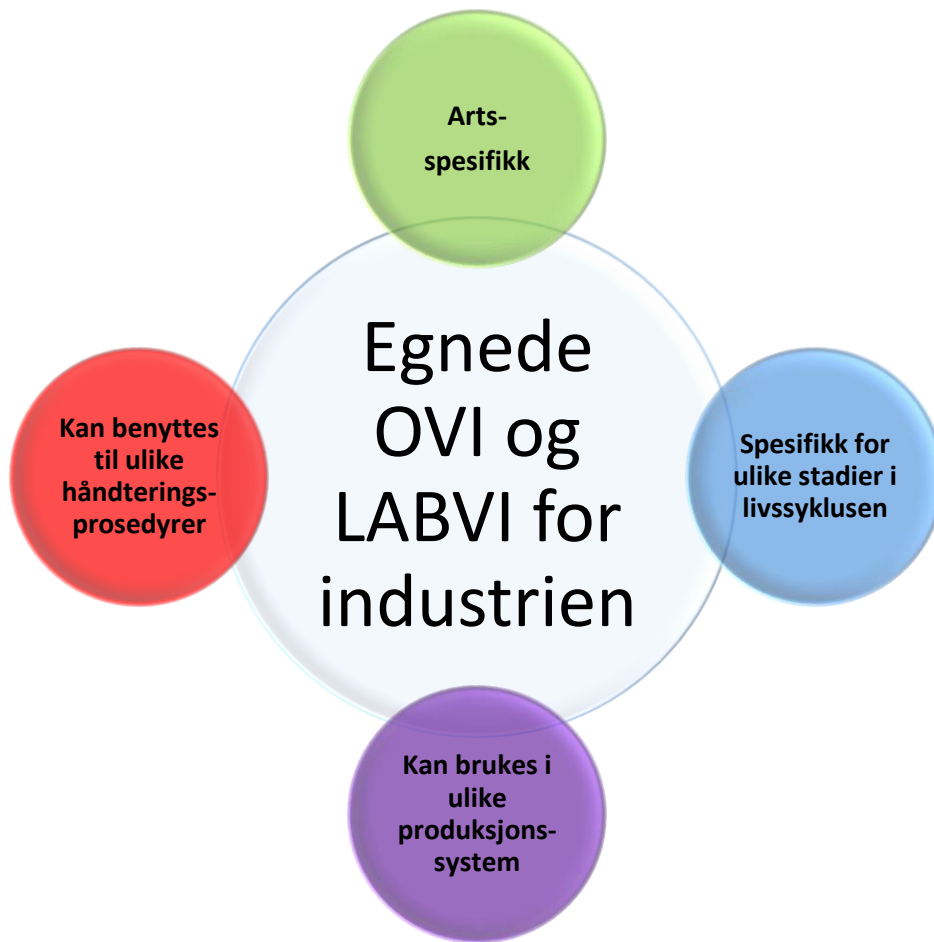 Arts-
spesifikk
Egnede
OVI og
LABVI for
industrien
Kan benyttes
til ulike
håndterings-
prosedyrer
Spesifikk for
ulike stadier i
livssyklusen
Kan brukes i
ulike
produksjons-
system